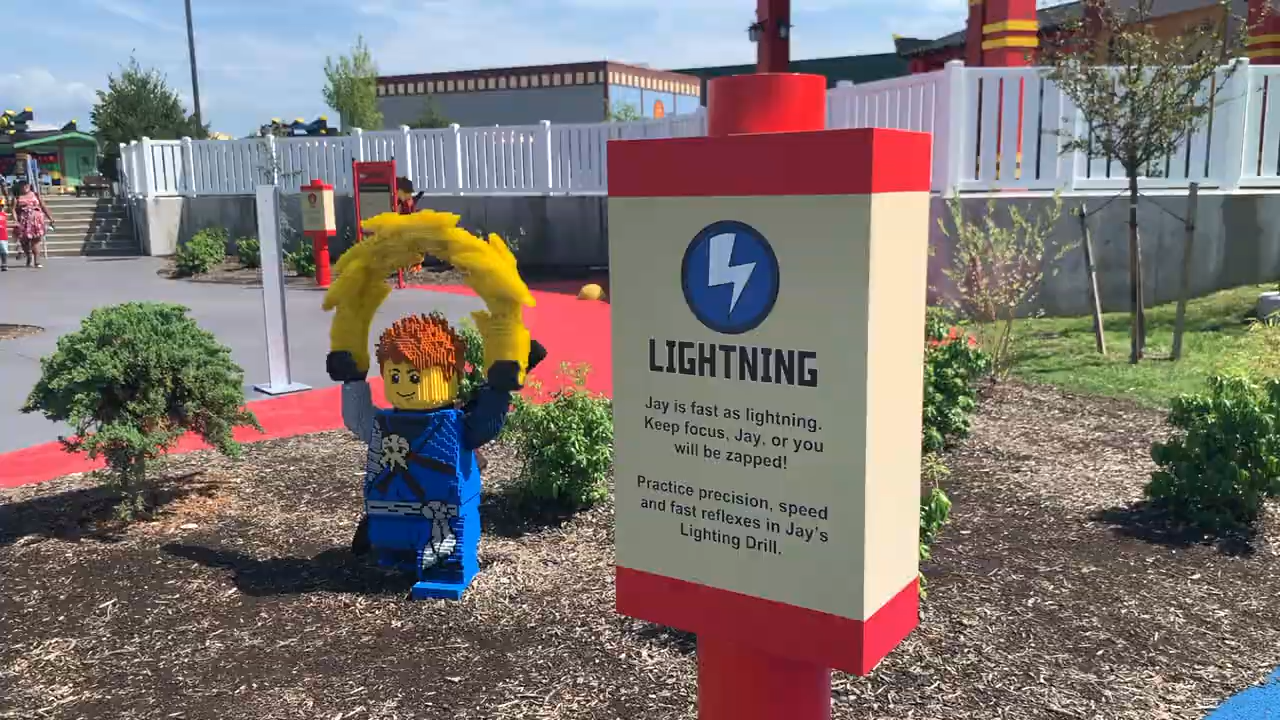 LIGHTNING
Jay is fast as lightning.
Keep focus, Jay, or you
will be zapped!
Practice precision, speed
and fast reflexes in Jay's
Lighting Drill.